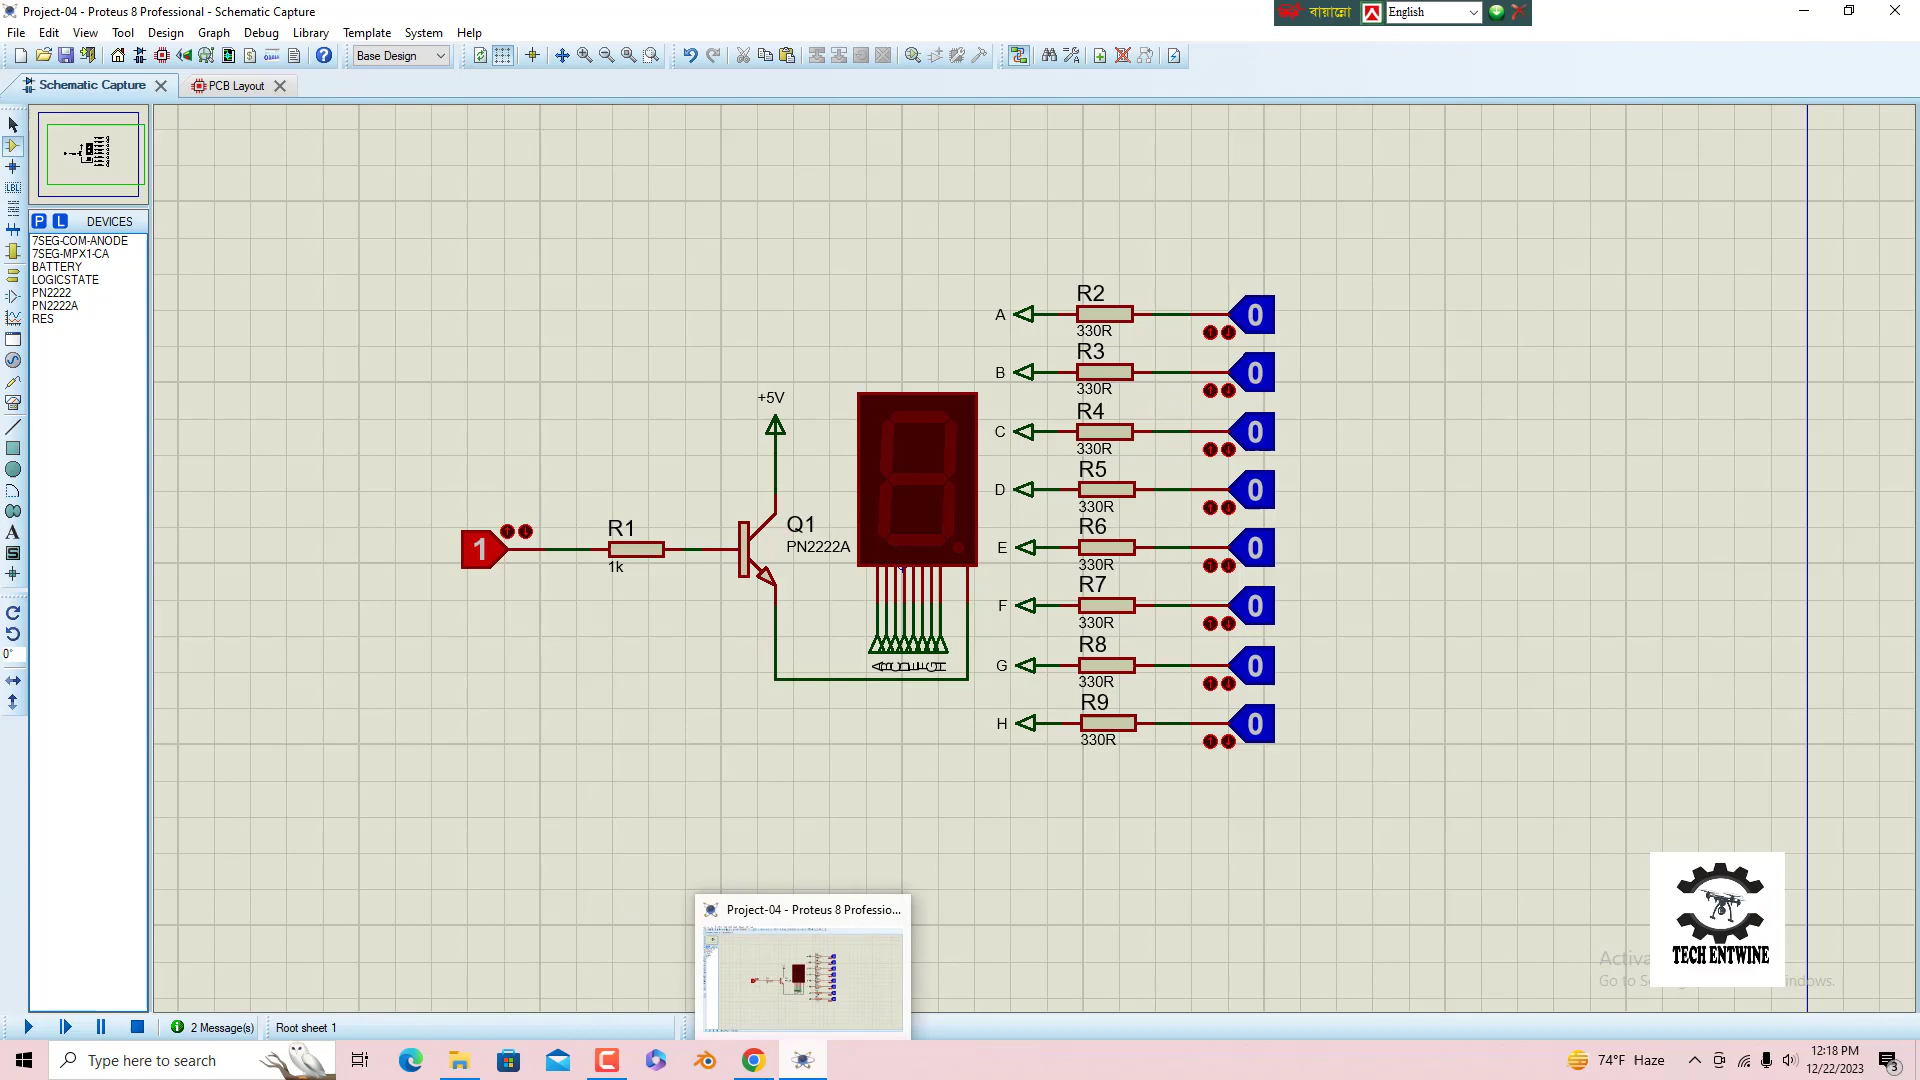 Project-04 - Proteus 8 Professional - Schematic Capture
বায়ান্নো
English
File Edit View Tool Design Graph Debug Library Template System Help
Base Design
Schematic Capture
PCB Layout
P L DEVICES
7SEG-COM-ANODE
7SEG-MPX1-CA
BATTERY
LOGICSTATE
PN2222
PN2222A
RES
LBL
A
S
0°
+5V
1
R1
1k
Q1
PN2222A
A
R2
330R
0
B
R3
330R
0
C
R4
330R
0
D
R5
330R
0
E
R6
330R
0
F
R7
330R
0
G
R8
330R
0
H
R9
330R
0
TECH ENTWINE
Project-04 - Proteus 8 Professio...
2 Message(s)
Root sheet 1
Type here to search
74°F Haze
12:18 PM
12/22/2023
3